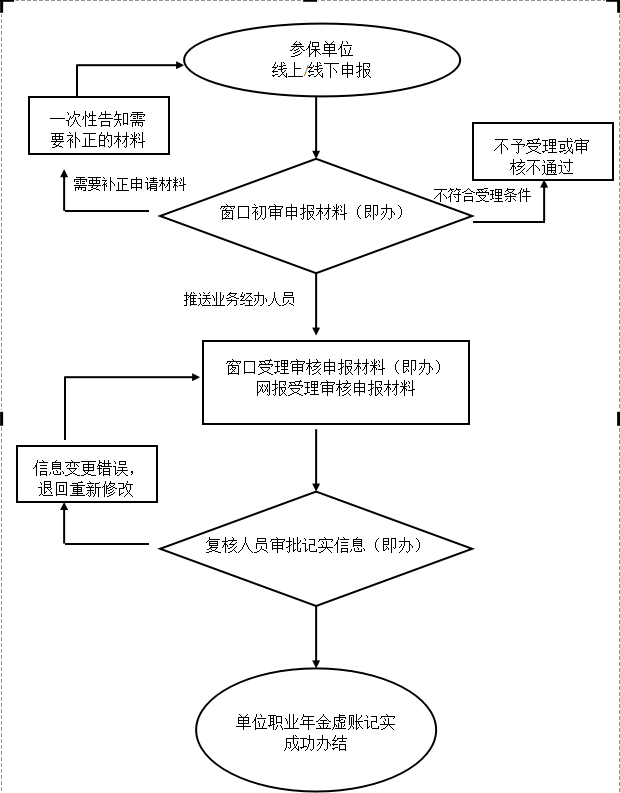 参保单位
线上/线下申报
一次性告知需
要补正的材料
不予受理或审
核不通过
需要补正申请材料
不符合受理条件
窗口初审申报材料（即办）
推送业务经办人员
窗口受理审核申报材料（即办）
网报受理审核申报材料
信息变更错误，
退回重新修改
复核人员审批记实信息（即办）
单位职业年金虚账记实
成功办结